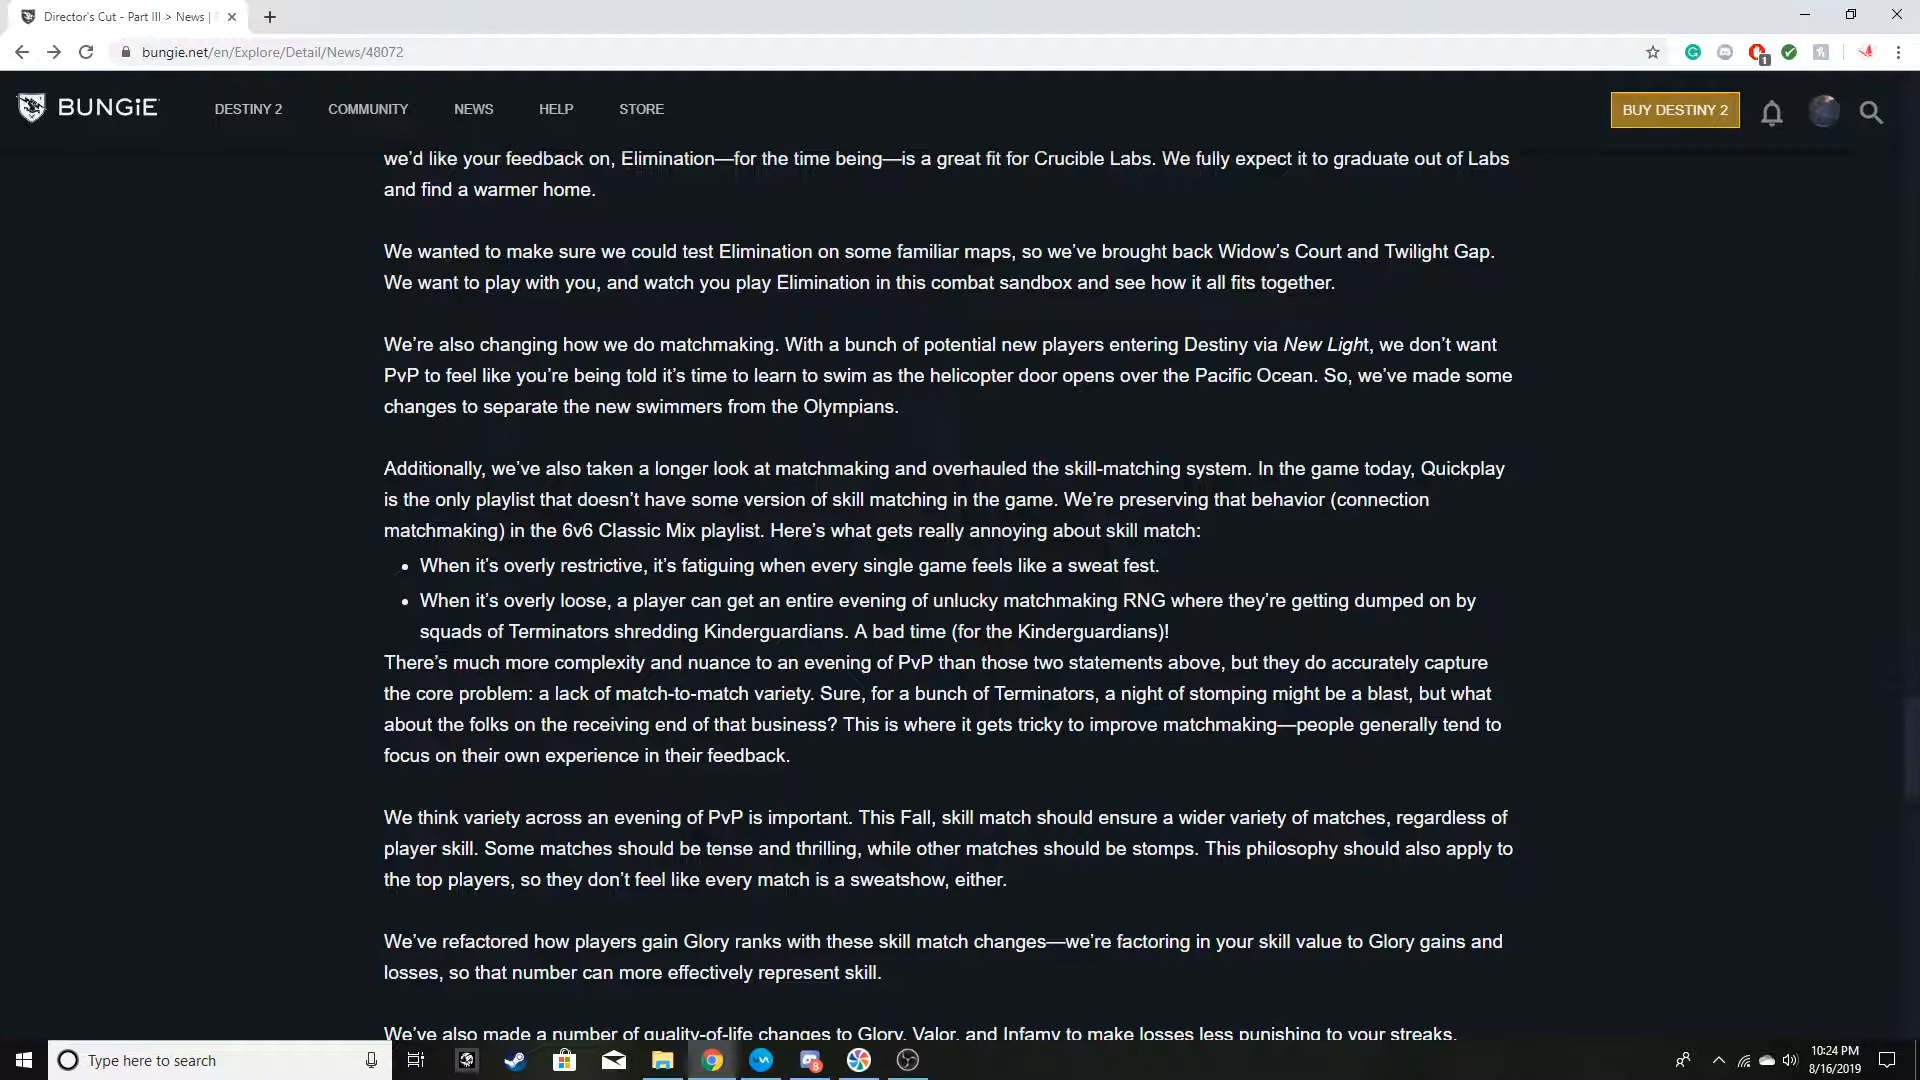 Director's Cut - Part III > News |
bungie.net/en/Explore/Detail/News/48072
1
BUNGiE
DESTINY 2
COMMUNITY
NEWS
HELP
STORE
BUY DESTINY 2
we’d like your feedback on, Elimination—for the time being—is a great fit for Crucible Labs. We fully expect it to graduate out of Labs
and find a warmer home.
We wanted to make sure we could test Elimination on some familiar maps, so we’ve brought back Widow’s Court and Twilight Gap.
We want to play with you, and watch you play Elimination in this combat sandbox and see how it all fits together.
We’re also changing how we do matchmaking. With a bunch of potential new players entering Destiny via New Light, we don’t want
PvP to feel like you’re being told it’s time to learn to swim as the helicopter door opens over the Pacific Ocean. So, we’ve made some
changes to separate the new swimmers from the Olympians.
Additionally, we’ve also taken a longer look at matchmaking and overhauled the skill-matching system. In the game today, Quickplay
is the only playlist that doesn’t have some version of skill matching in the game. We’re preserving that behavior (connection
matchmaking) in the 6v6 Classic Mix playlist. Here’s what gets really annoying about skill match:
• When it’s overly restrictive, it’s fatiguing when every single game feels like a sweat fest.
• When it’s overly loose, a player can get an entire evening of unlucky matchmaking RNG where they’re getting dumped on by
squads of Terminators shredding Kinderguardians. A bad time (for the Kinderguardians)!
There’s much more complexity and nuance to an evening of PvP than those two statements above, but they do accurately capture
the core problem: a lack of match-to-match variety. Sure, for a bunch of Terminators, a night of stomping might be a blast, but what
about the folks on the receiving end of that business? This is where it gets tricky to improve matchmaking—people generally tend to
focus on their own experience in their feedback.
We think variety across an evening of PvP is important. This Fall, skill match should ensure a wider variety of matches, regardless of
player skill. Some matches should be tense and thrilling, while other matches should be stomps. This philosophy should also apply to
the top players, so they don’t feel like every match is a sweatshow, either.
We’ve refactored how players gain Glory ranks with these skill match changes—we’re factoring in your skill value to Glory gains and
losses, so that number can more effectively represent skill.
We’ve also made a number of quality-of-life changes to Glory, Valor, and Infamy to make losses less punishing to your streaks.
Type here to search
8
10:24 PM
8/16/2019